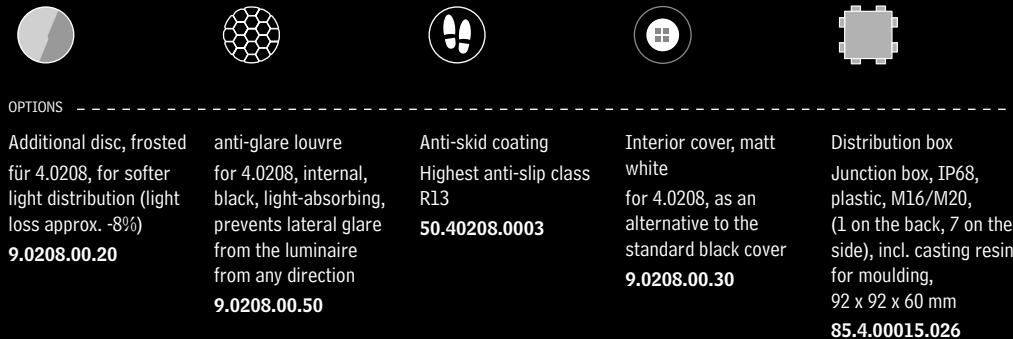 OPTIONS
Additional disc, frosted
für 4.0208, for softer
light distribution (light
loss approx. -8%)
9.0208.00.20
anti-glare louvre
for 4.0208, internal,
black, light-absorbing,
prevents lateral glare
from the luminaire
from any direction
9.0208.00.50
Anti-skid coating
Highest anti-slip class
R13
50.40208.0003
Interior cover, matt
white
for 4.0208, as an
alternative to the
standard black cover
9.0208.00.30
Distribution box
Junction box, IP68,
plastic, M16/M20,
(1 on the back, 7 on the
side), incl. casting resin
for moulding,
92 x 92 x 60 mm
85.4.00015.026